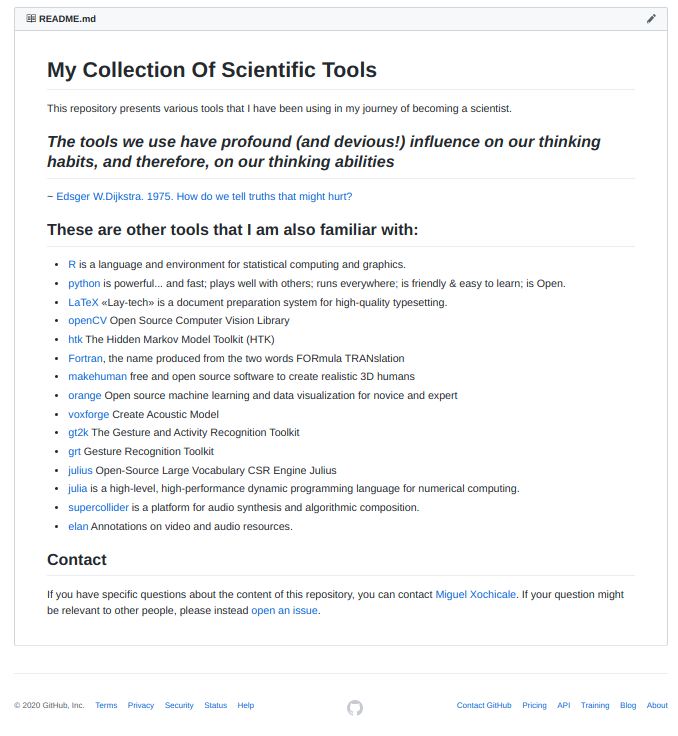 README.md
My Collection Of Scientific Tools
This repository presents various tools that I have been using in my journey of becoming a scientist.
The tools we use have profound (and devious!) influence on our thinking
habits, and therefore, on our thinking abilities
~ Edsger W.Dijkstra. 1975. How do we tell truths that might hurt?
These are other tools that I am also familiar with:
• R is a language and environment for statistical computing and graphics.
• python is powerful... and fast; plays well with others; runs everywhere; is friendly & easy to learn; is Open.
• LaTeX «Lay-tech» is a document preparation system for high-quality typesetting.
• openCV Open Source Computer Vision Library
• htk The Hidden Markov Model Toolkit (HTK)
• Fortran, the name produced from the two words FORmula TRANslation
• makehuman free and open source software to create realistic 3D humans
• orange Open source machine learning and data visualization for novice and expert
• voxforge Create Acoustic Model
• gt2k The Gesture and Activity Recognition Toolkit
• grt Gesture Recognition Toolkit
• julius Open-Source Large Vocabulary CSR Engine Julius
• julia is a high-level, high-performance dynamic programming language for numerical computing.
• supercollider is a platform for audio synthesis and algorithmic composition.
• elan Annotations on video and audio resources.
Contact
If you have specific questions about the content of this repository, you can contact Miguel Xochicale. If your question might
be relevant to other people, please instead open an issue.
© 2020 GitHub, Inc. Terms Privacy Security Status Help Contact GitHub Pricing API Training Blog About